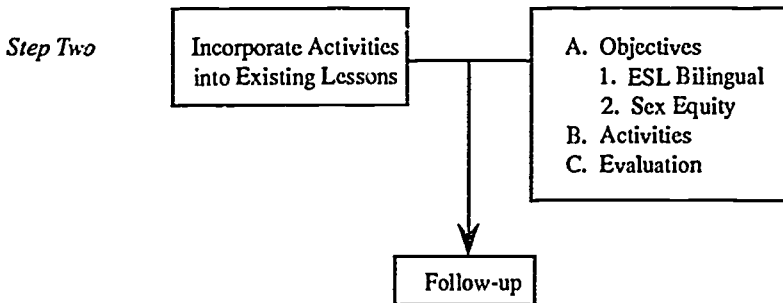 Step Two
Incorporate Activities
into Existing Lessons
A. Objectives
1. ESL Bilingual
2. Sex Equity
B. Activities
C. Evaluation
Follow-up